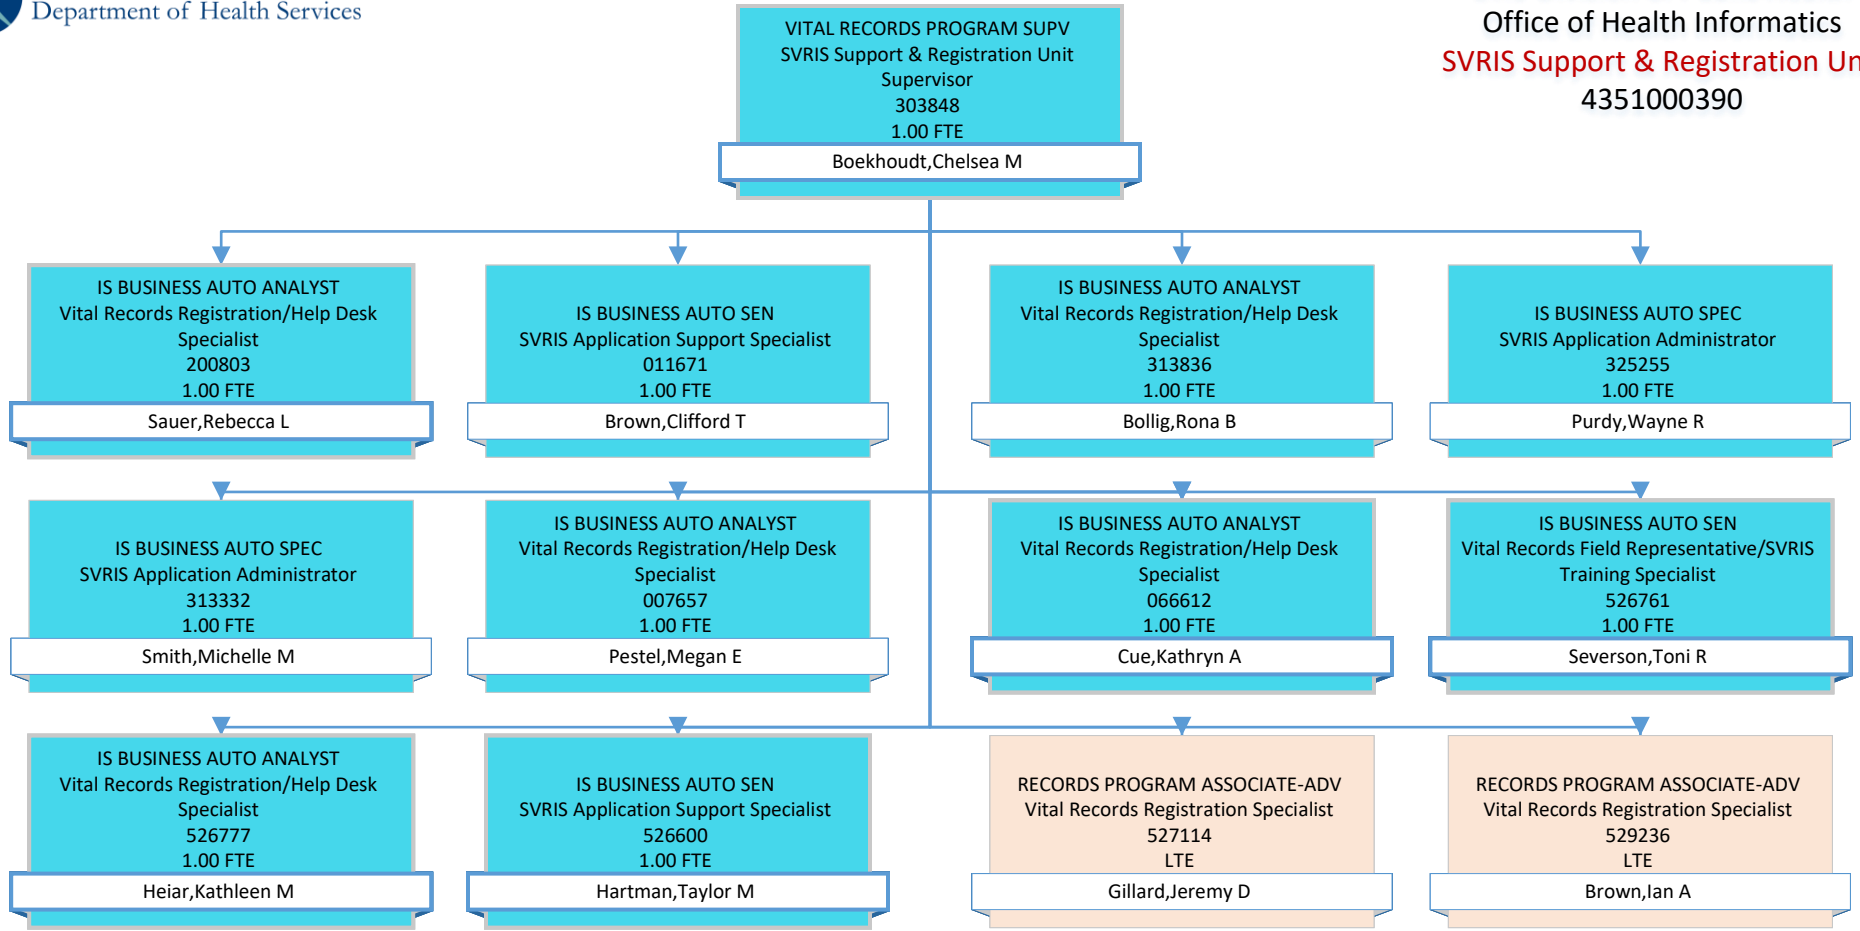 Department of Health Services
Office of Health Informatics
SVRIS Support & Registration
4351000390
VITAL RECORDS PROGRAM SUPV
SVRIS Support & Registration Unit
Supervisor
303848
1.00 FTE
Boekhoudt,Chelsea M
IS BUSINESS AUTO ANALYST
Vital Records Registration/Help Desk
Specialist
200803
1.00 FTE
Sauer,Rebecca L
IS BUSINESS AUTO SEN
SVRIS Application Support Specialist
011671
1.00 FTE
Brown,Clifford T
IS BUSINESS AUTO ANALYST
Vital Records Registration/Help Desk
Specialist
313836
1.00 FTE
Bollig,Rona B
IS BUSINESS AUTO SPEC
SVRIS Application Administrator
325255
1.00 FTE
Purdy,Wayne R
IS BUSINESS AUTO SPEC
SVRIS Application Administrator
313332
1.00 FTE
Smith,Michelle M
IS BUSINESS AUTO ANALYST
Vital Records Registration/Help Desk
Specialist
007657
1.00 FTE
Pestel,Megan E
IS BUSINESS AUTO ANALYST
Vital Records Registration/Help Desk
Specialist
066612
1.00 FTE
Cue,Kathryn A
IS BUSINESS AUTO SEN
Vital Records Field Representative/SVRIS
Training Specialist
526761
1.00 FTE
Severson,Toni R
IS BUSINESS AUTO ANALYST
Vital Records Registration/Help Desk
Specialist
526777
1.00 FTE
Heiar,Kathleen M
IS BUSINESS AUTO SEN
SVRIS Application Support Specialist
526600
1.00 FTE
Hartman,Taylor M
RECORDS PROGRAM ASSOCIATE-ADV
Vital Records Registration Specialist
527114
LTE
Gillard,Jeremy D
RECORDS PROGRAM ASSOCIATE-ADV
Vital Records Registration Specialist
529236
LTE
Brown,Ian A